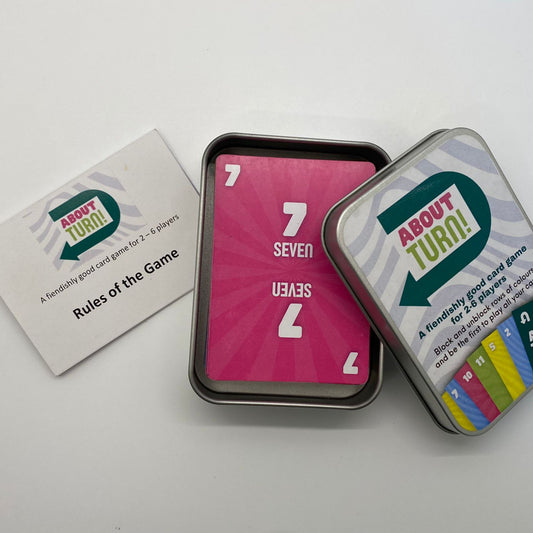 ABOUT
TURN!
A fiendishly good card game for 2 – 6 players
Rules of the Game
7
7
SEVEN
SEVEN
7
7
ABOUT
TURN!
A fiendishly good card game
for 2-6 players
Block and unblock rows of colours
and be the first to play all your
7
10
11
5
2